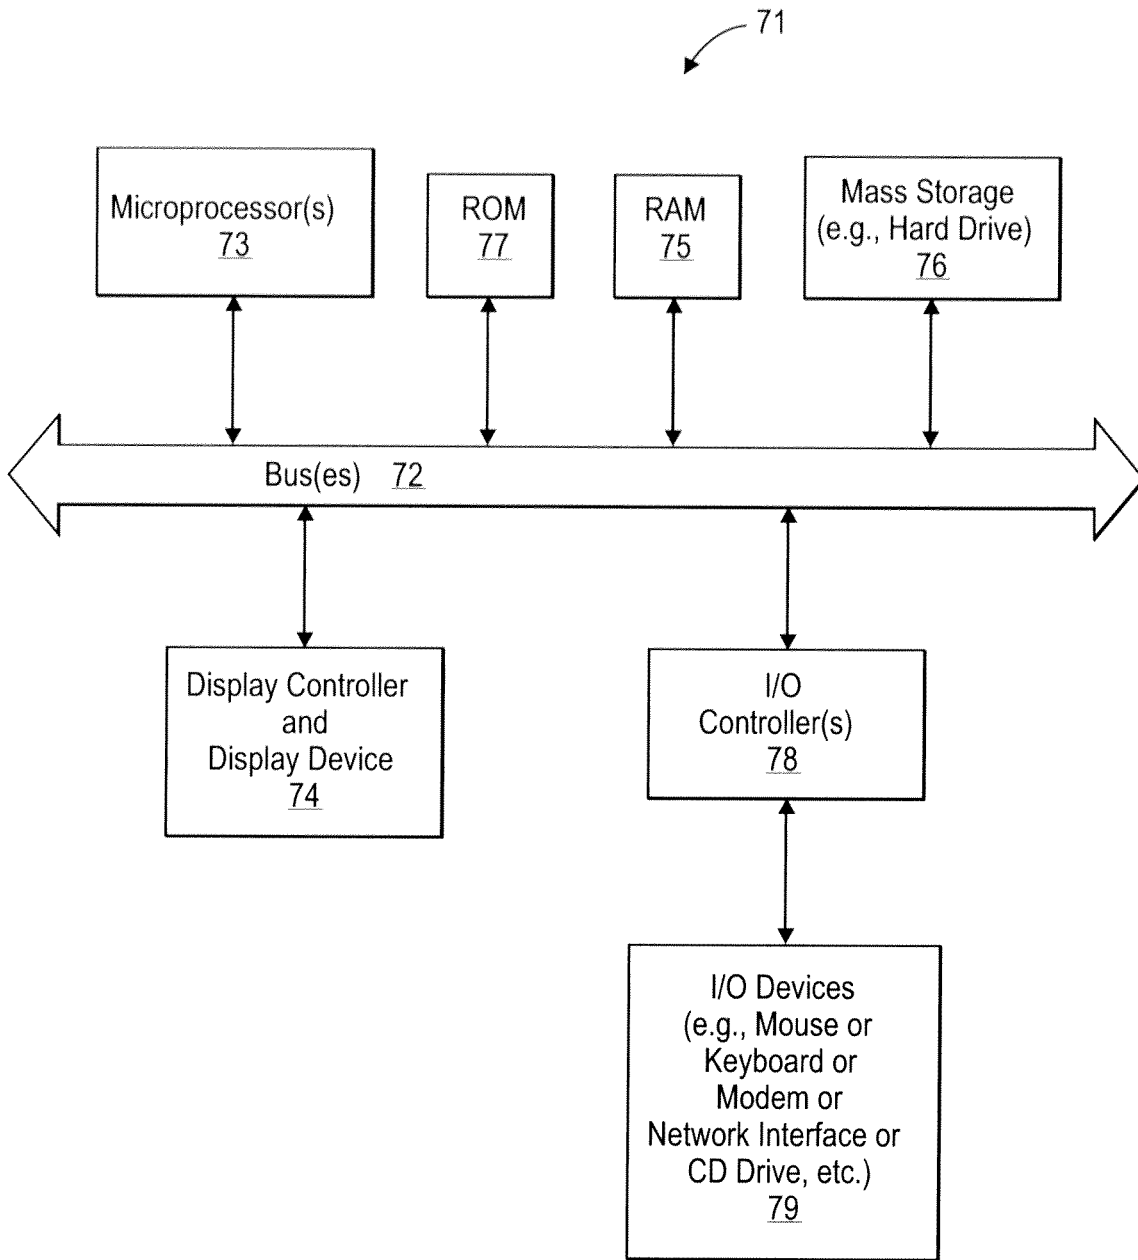 71
Microprocessor(s)
73
ROM
77
RAM
75
Mass Storage
(e.g., Hard Drive)
76
Bus(es) 72
Display Controller
and
Display Device
74
I/O
Controller(s)
78
I/O Devices
(e.g., Mouse or
Keyboard or
Modem or
Network Interface or
CD Drive, etc.)
79